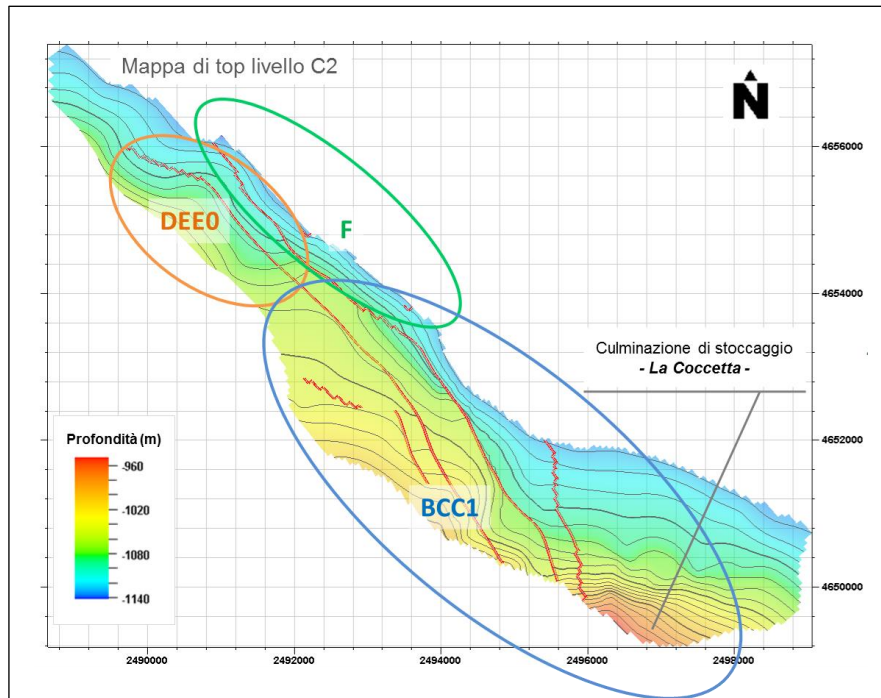 Mappa di top livello C2
N
4656000
DEE0
F
4654000
Culminazione di stoccaggio
- La Coccetta -
Profondità (m)
4652000
-960
-1020
BCC1
-1080
-1140
4650000
2490000 2492000 2494000 2496000 2498000